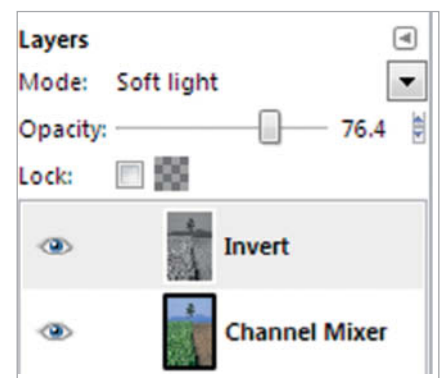 Layers
Mode: Soft light
Opacity: 76.4
Lock:
Invert
Channel Mixer